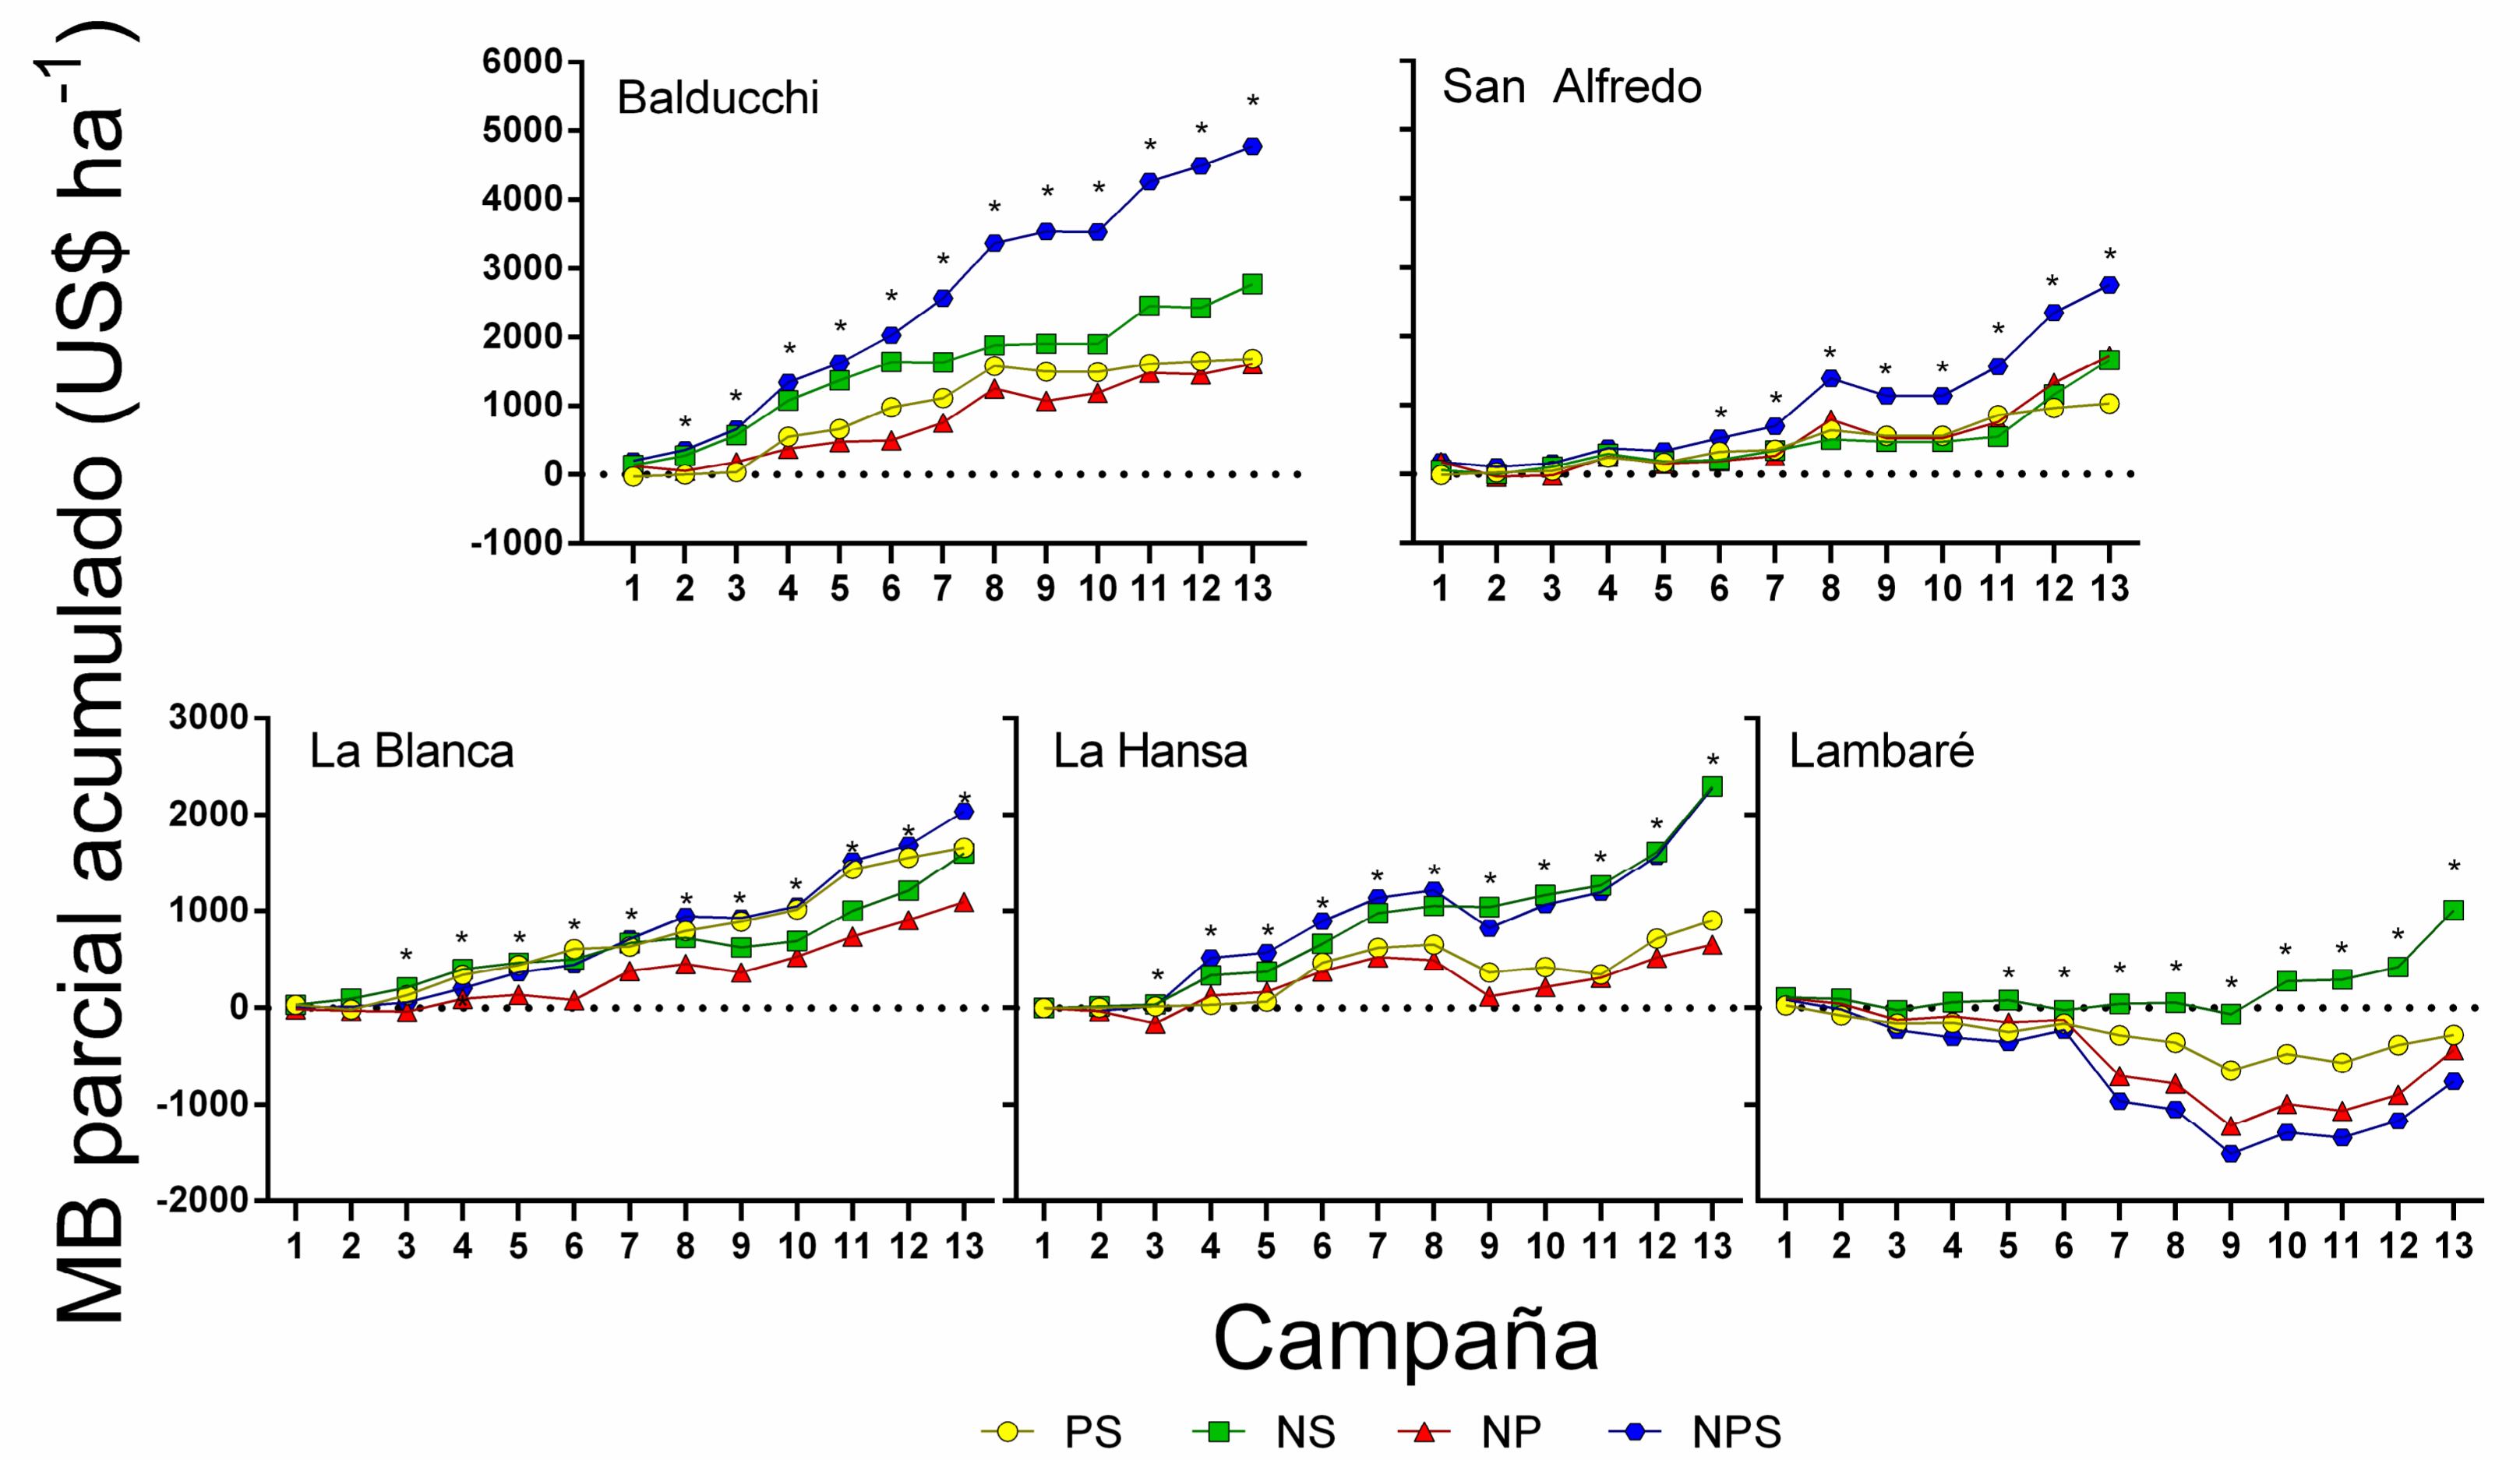 MB parcial acumulado (US$ ha-1)
Balducchi
6000
5000
4000
3000
2000
1000
0
-1000
* * * * * * * * * * * *
1 2 3 4 5 6 7 8 9 10 11 12 13
San Alfredo
* * * * * * * *
1 2 3 4 5 6 7 8 9 10 11 12 13
La Blanca
3000
2000
1000
0
-1000
-2000
* * * * * * * * * * *
1 2 3 4 5 6 7 8 9 10 11 12 13
La Hansa
* * * * * * * * * * *
1 2 3 4 5 6 7 8 9 10 11 12 13
Lambaré
* * * * * * * * *
1 2 3 4 5 6 7 8 9 10 11 12 13
Campaña
PS NS NP NPS